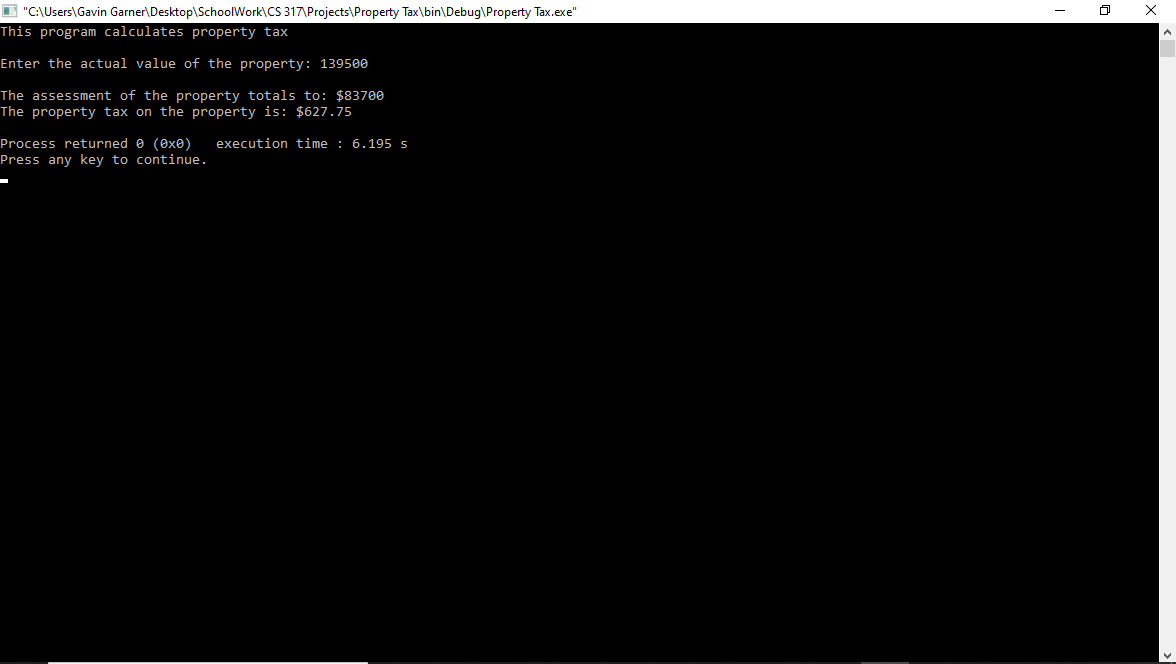 "C:\Users\Gavin Garner\Desktop\SchoolWork\CS 317\Projects\Property Tax\bin\Debug\Property Tax.exe"
This program calculates property tax
Enter the actual value of the property: 139500
The assessment of the property totals to: $83700
The property tax on the property is: $627.75
Process returned 0 (0x0)   execution time : 6.195 s
Press any key to continue.